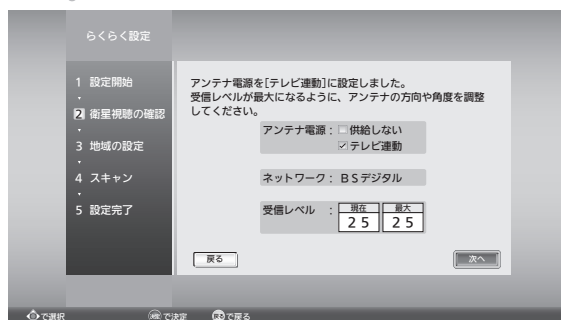 らくらく設定
1 設定開始
2 衛星視聴の確認
3 地域の設定
4 スキャン
5 設定完了
アンテナ電源を[テレビ連動]に設定しました。
受信レベルが最大になるように、アンテナの方向や角度を調整
してください。
アンテナ電源：□供給しない
☑テレビ連動
ネットワーク：BSデジタル
受信レベル ：現在 最大
25 25
戻る
次へ
で選択 決定で決定 戻るで戻る